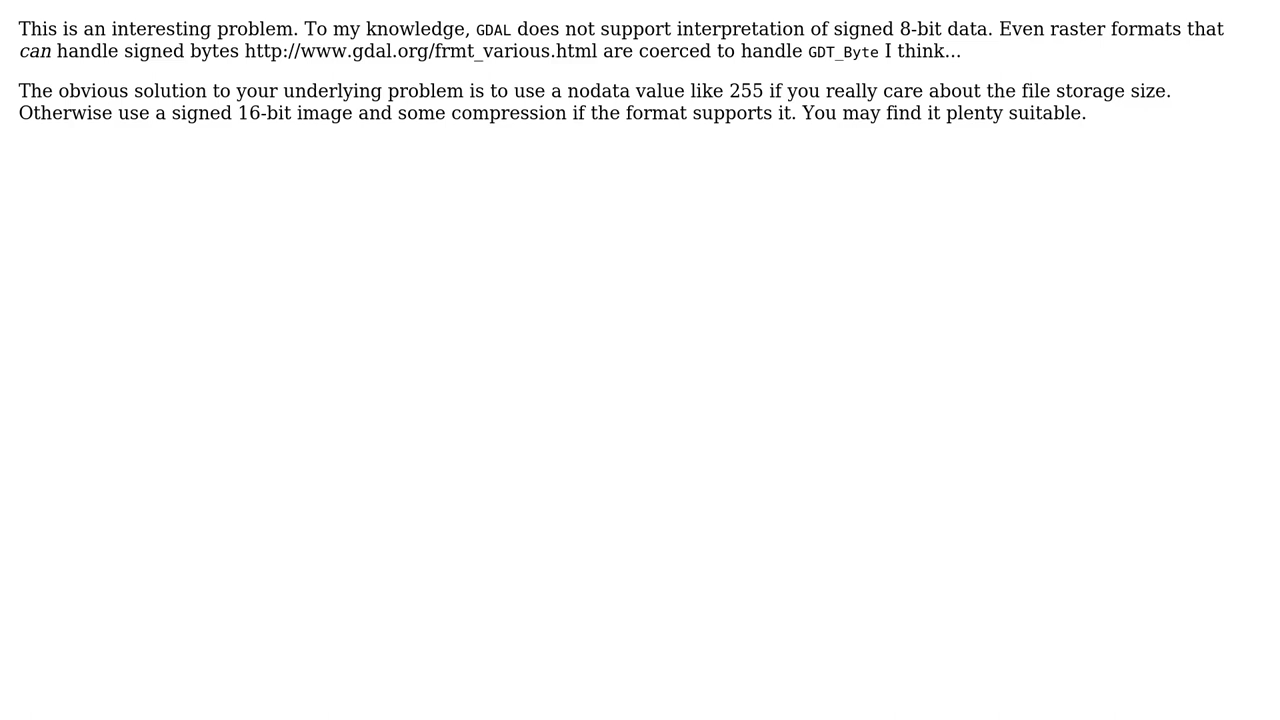 This is an interesting problem. To my knowledge, GDAL does not support interpretation of signed 8-bit data. Even raster formats that
can handle signed bytes http://www.gdal.org/frmt_various.html are coerced to handle GDT_Byte I think...
The obvious solution to your underlying problem is to use a nodata value like 255 if you really care about the file storage size.
Otherwise use a signed 16-bit image and some compression if the format supports it. You may find it plenty suitable.